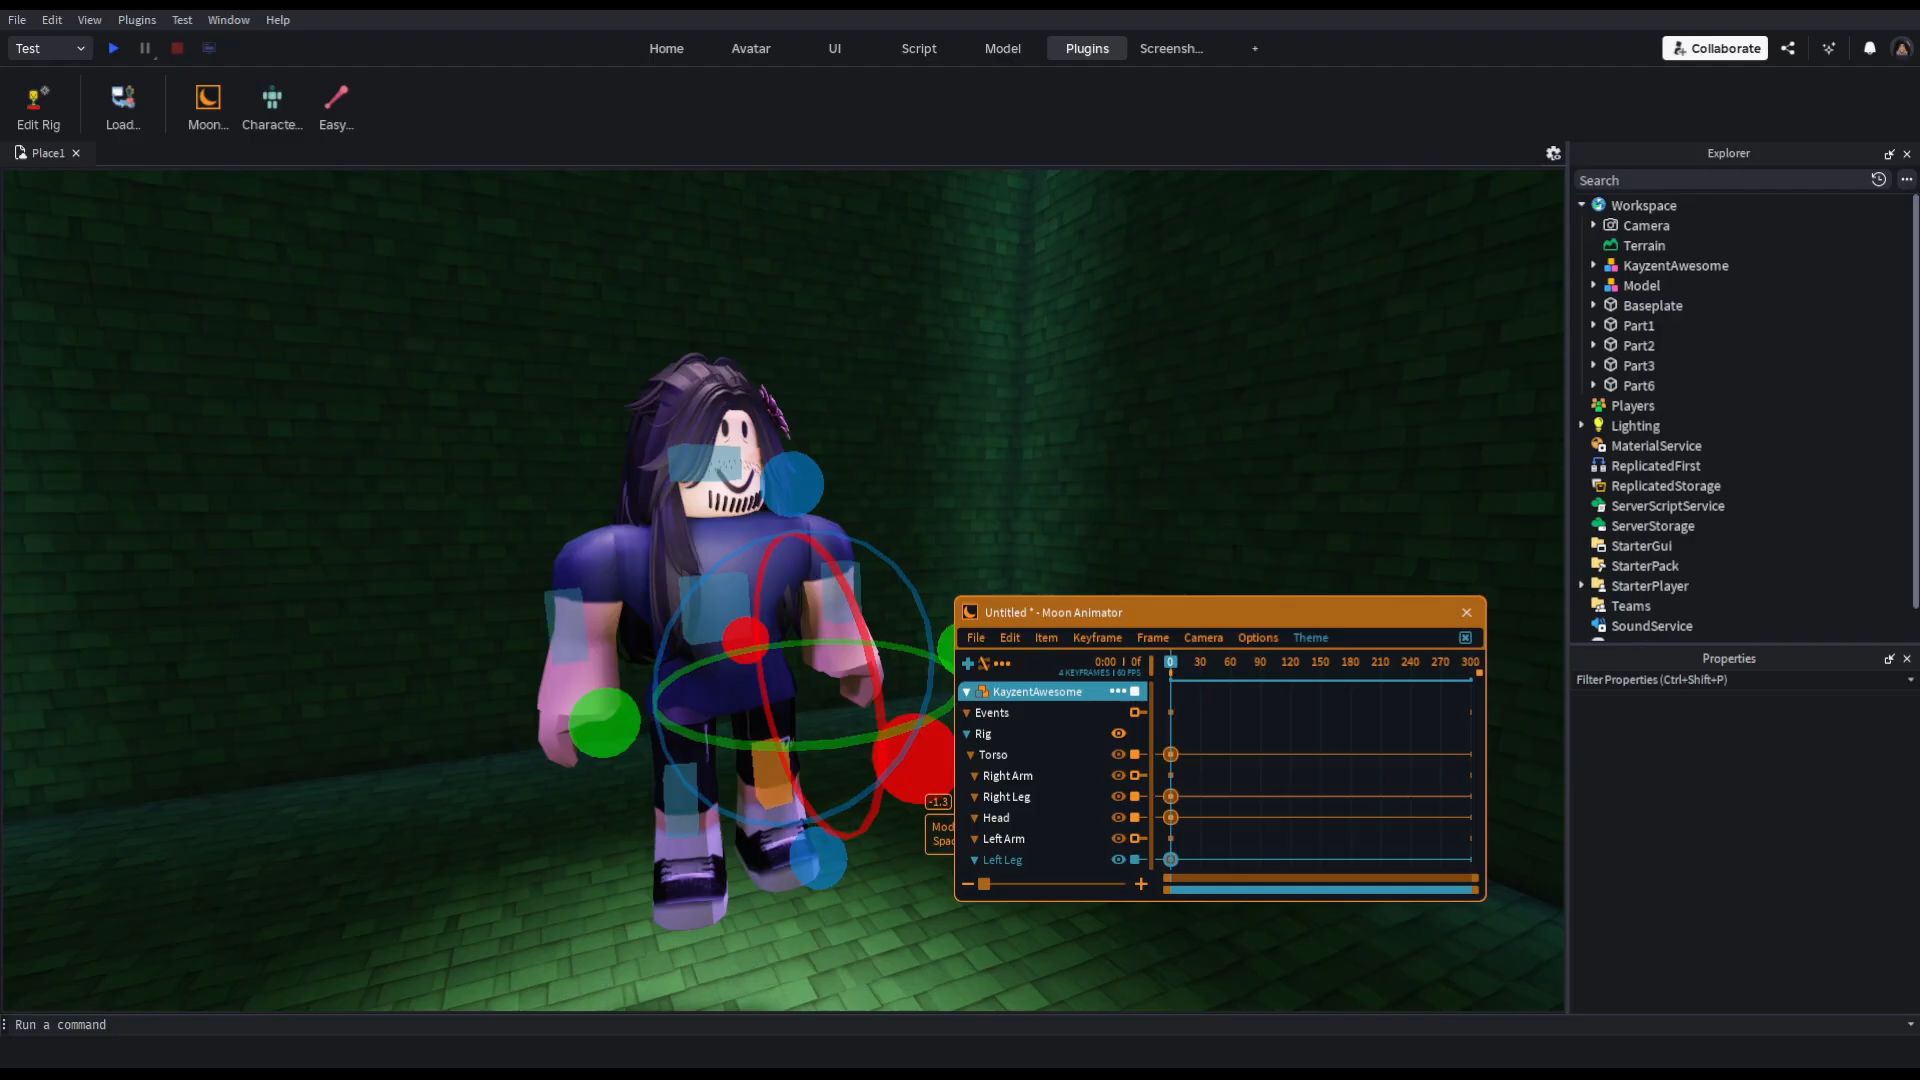 File Edit View Plugins Test Window Help
Test Home Avatar UI Script Model Plugins Screensh... + Collaborate
Edit Rig Load... Moon... Characte... Easy...
Place1
Explorer
Search
Workspace
Camera
Terrain
KayzentAwesome
Model
Baseplate
Part1
Part2
Part3
Part6
Players
Lighting
MaterialService
ReplicatedFirst
ReplicatedStorage
ServerScriptService
ServerStorage
StarterGui
StarterPack
StarterPlayer
Teams
SoundService
Properties
Filter Properties (Ctrl+Shift+P)
Untitled * - Moon Animator
File Edit Item Keyframe Frame Camera Options Theme
0:00 | 0f 0 30 60 90 120 150 180 210 240 270 300
4 KEYFRAMES | 60 FPS
KayzentAwesome
Events
Rig
Torso
Right Arm
Right Leg
Head
Left Arm
Left Leg
-1.3
Mod
Spac
Run a command